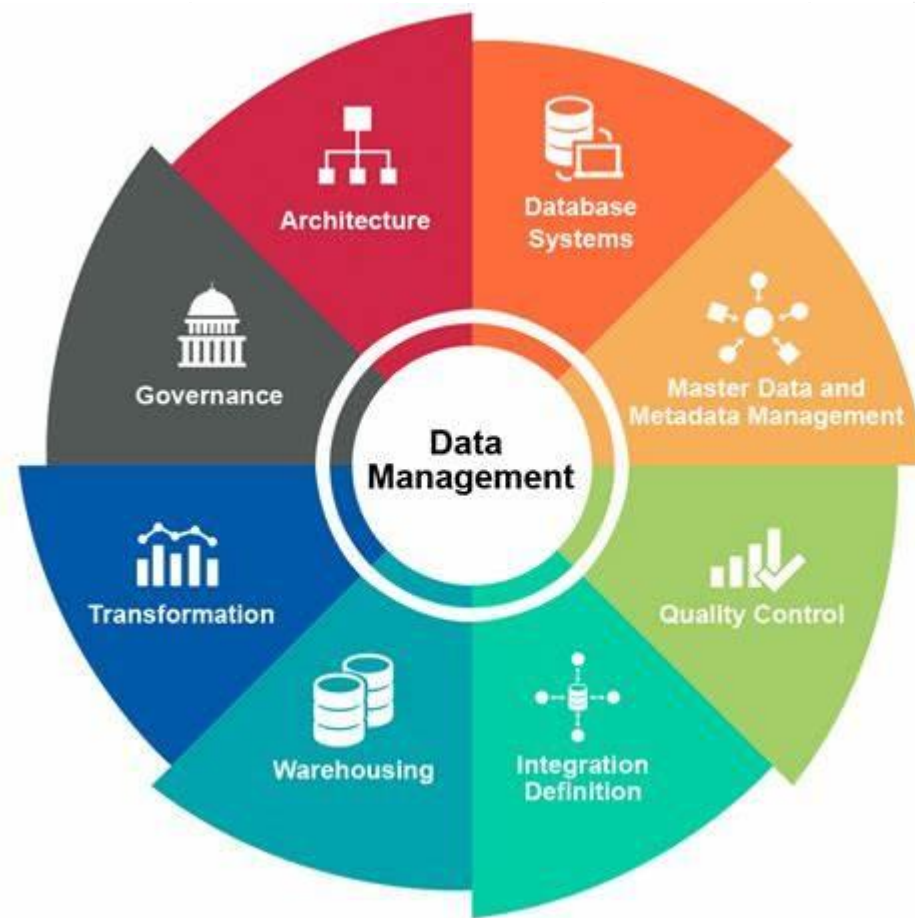 Data
Management
Architecture
Database
Systems
Master Data and
Metadata Management
Quality Control
Integration
Definition
Warehousing
Transformation
Governance